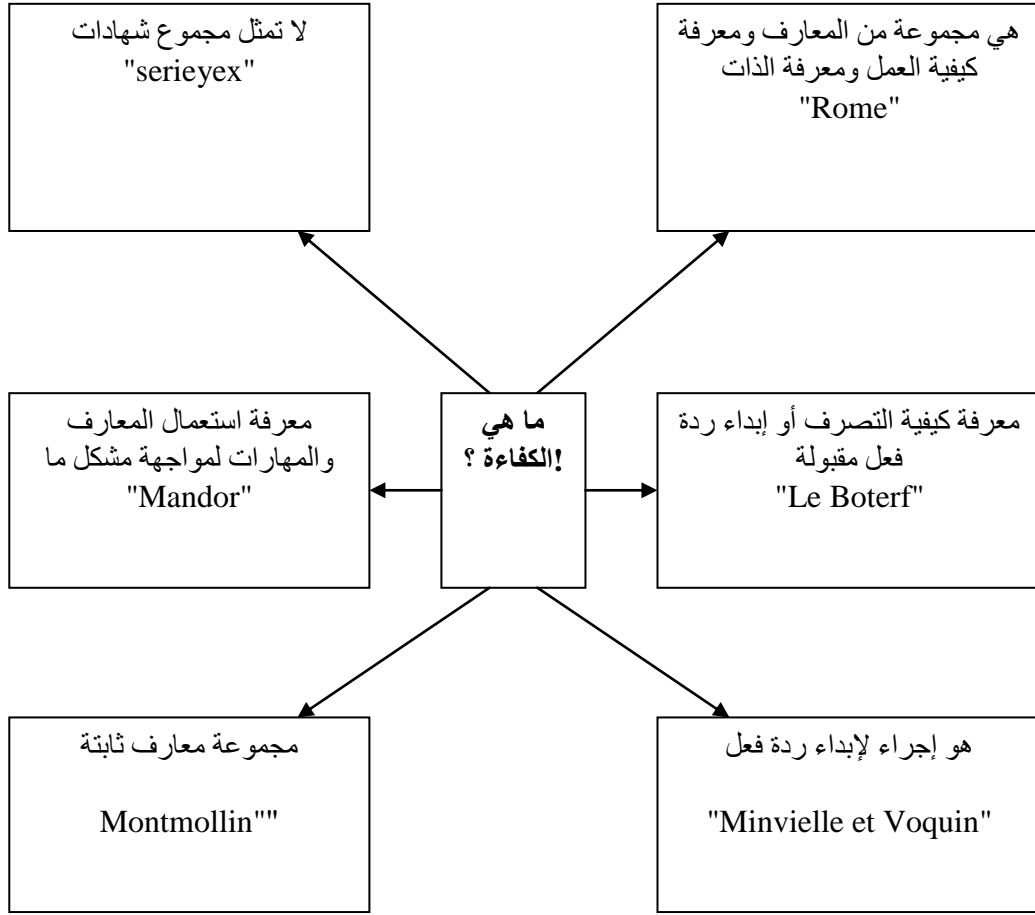 هي مجموعة من المعارف ومعرفة
كيفية العمل ومعرفة الذات
"Rome"
لا تمثل مجموع شهادات
"serieyex"
معرفة كيفية التصرف أو إبداء ردة
فعل مقبولة
"Le Boterf"
ما هي
!الكفاءة ؟
معرفة استعمال المعارف
والمهارات لمواجهة مشكل ما
"Mandor"
هو إجراء لإبداء ردة فعل
"Minvielle et Voquin"
مجموعة معارف ثابتة
Montmollin""